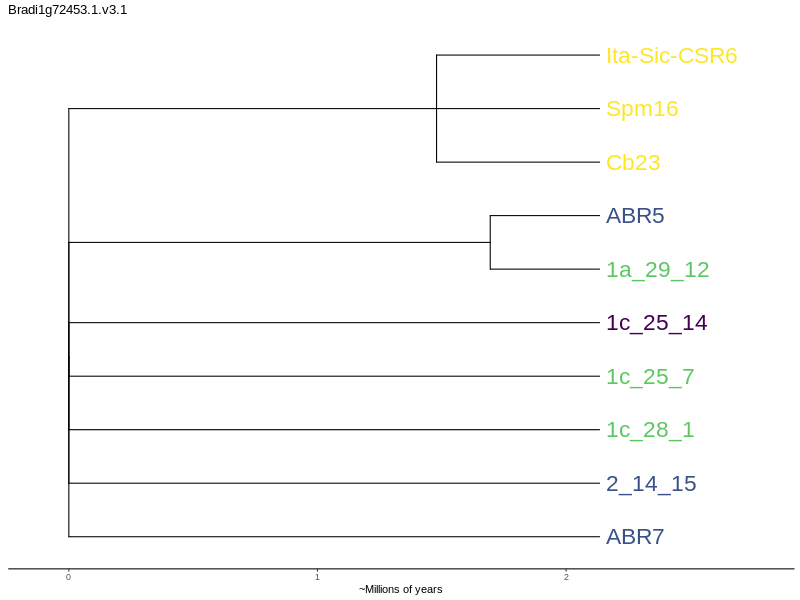 Bradi1g72453.1.v3.1
Ita-Sic-CSR6
Spm16
Cb23
ABR5
1a_29_12
1c_25_14
1c_25_7
1c_28_1
2_14_15
ABR7
0 1 2
~Millions of years